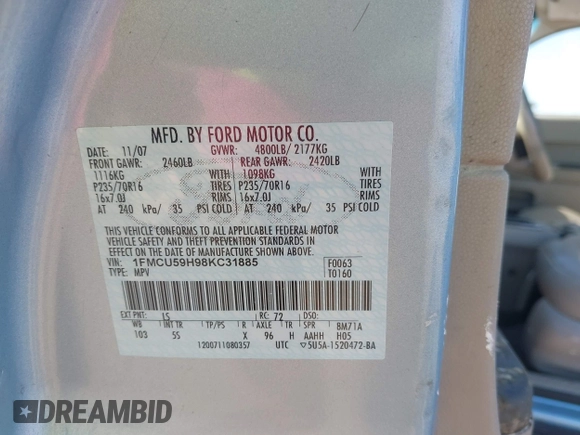 MFD. BY FORD MOTOR CO.
DATE: 11/07 GVWR: 4800LB/ 2177KG
FRONT GAWR: 2460LB REAR GAWR: 2420LB
1116KG WITH 1098KG WITH
P235/70R16 TIRES P235/70R16 TIRES
16x7.0J RIMS 16x7.0J RIMS
AT 240 kPa/ 35 PSI COLD AT 240 kPa/ 35 PSI COLD
THIS VEHICLE CONFORMS TO ALL APPLICABLE FEDERAL MOTOR
VEHICLE SAFETY AND THEFT PREVENTION STANDARDS IN
EFFECT ON THE DATE OF MANUFACTURE SHOWN ABOVE.
VIN: 1FMCU59H98KC31885 F0063
TYPE: MPV T0160
EXT PNT: LS RC: 72 DSO:
WB INT TR TP/PS R AXLE TR SPR BM71A
103 5S X 96 H AAHH H05
1200711080357 UTC ▽5U5A-1520472-BA
DREAMBID